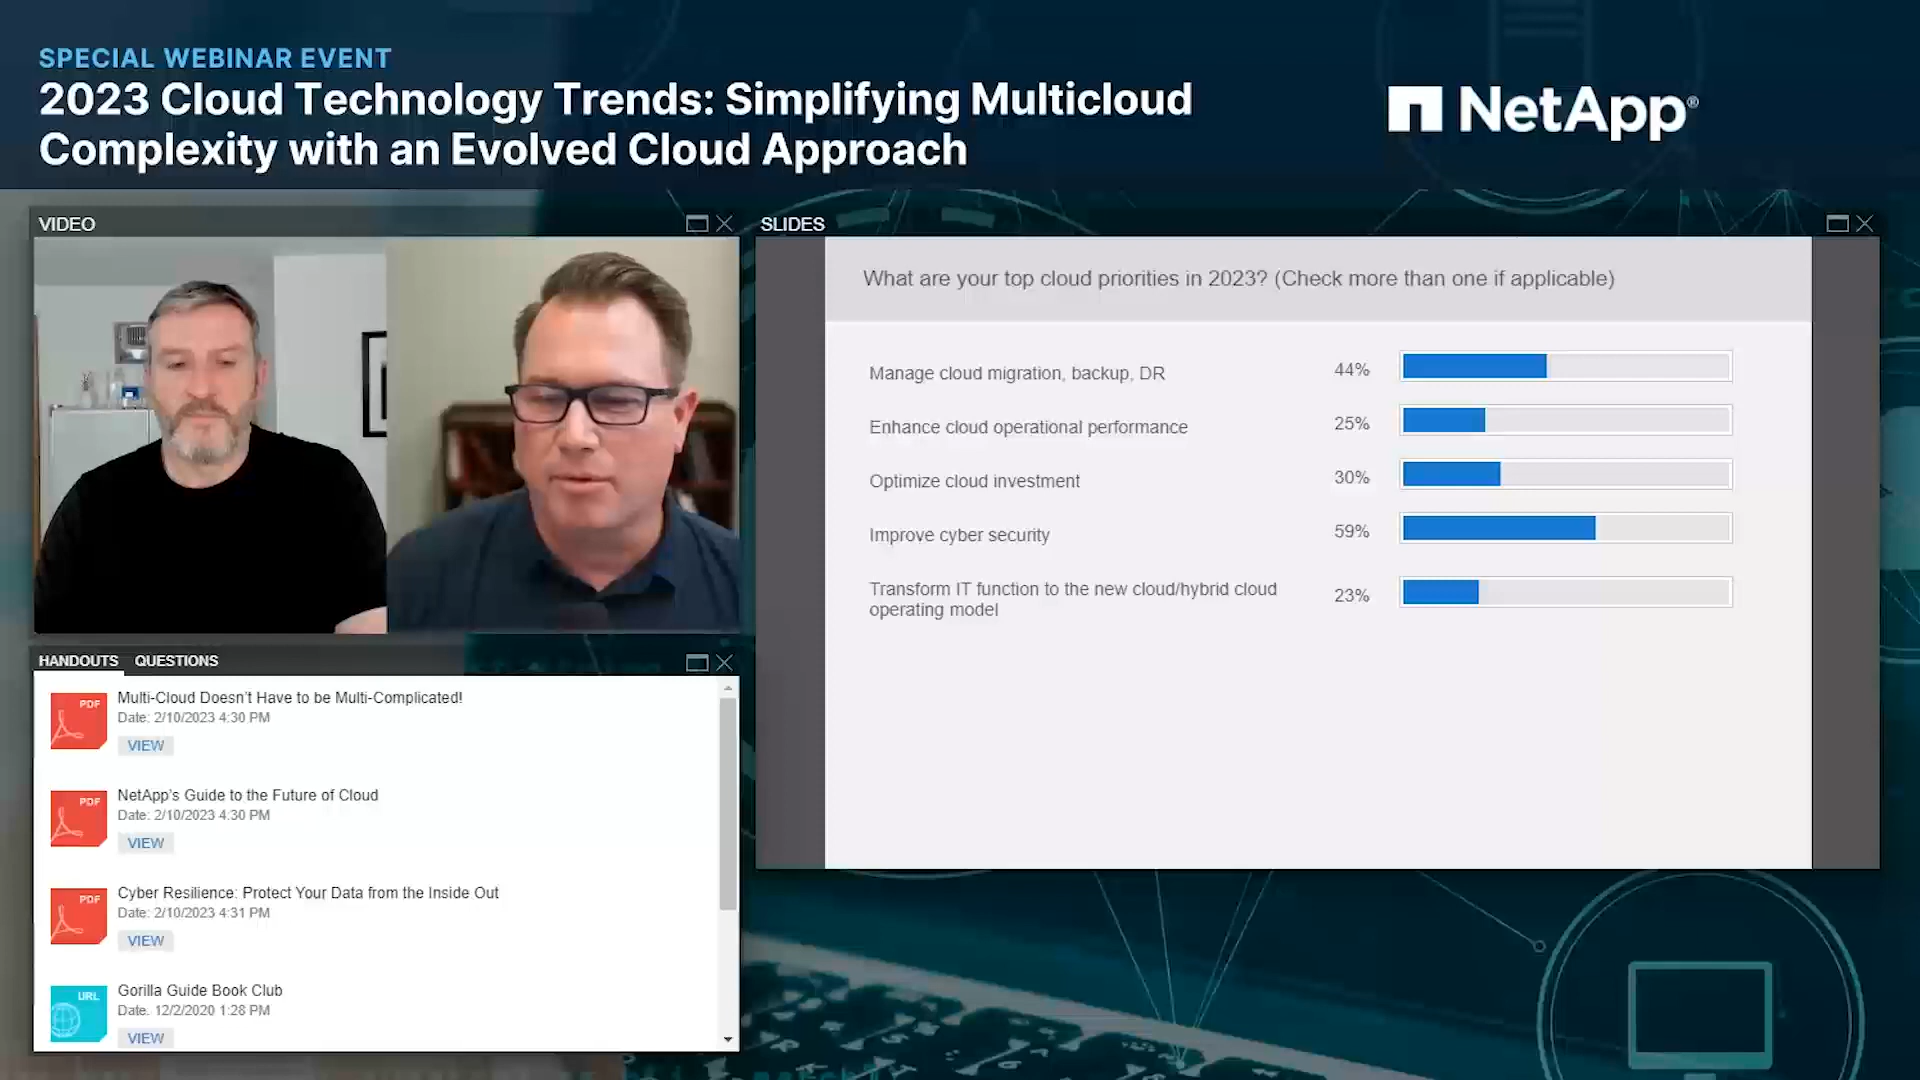 SPECIAL WEBINAR EVENT
2023 Cloud Technology Trends: Simplifying Multicloud
Complexity with an Evolved Cloud Approach
NetApp®
VIDEO
SLIDES
What are your top cloud priorities in 2023? (Check more than one if applicable)
Manage cloud migration, backup, DR 44%
Enhance cloud operational performance 25%
Optimize cloud investment 30%
Improve cyber security 59%
Transform IT function to the new cloud/hybrid cloud
operating model 23%
HANDOUTS QUESTIONS
PDF
Multi-Cloud Doesn't Have to be Multi-Complicated!
Date: 2/10/2023 4:30 PM
VIEW
PDF
NetApp's Guide to the Future of Cloud
Date: 2/10/2023 4:30 PM
VIEW
PDF
Cyber Resilience: Protect Your Data from the Inside Out
Date: 2/10/2023 4:31 PM
VIEW
URL
Gorilla Guide Book Club
Date: 12/2/2020 1:28 PM
VIEW